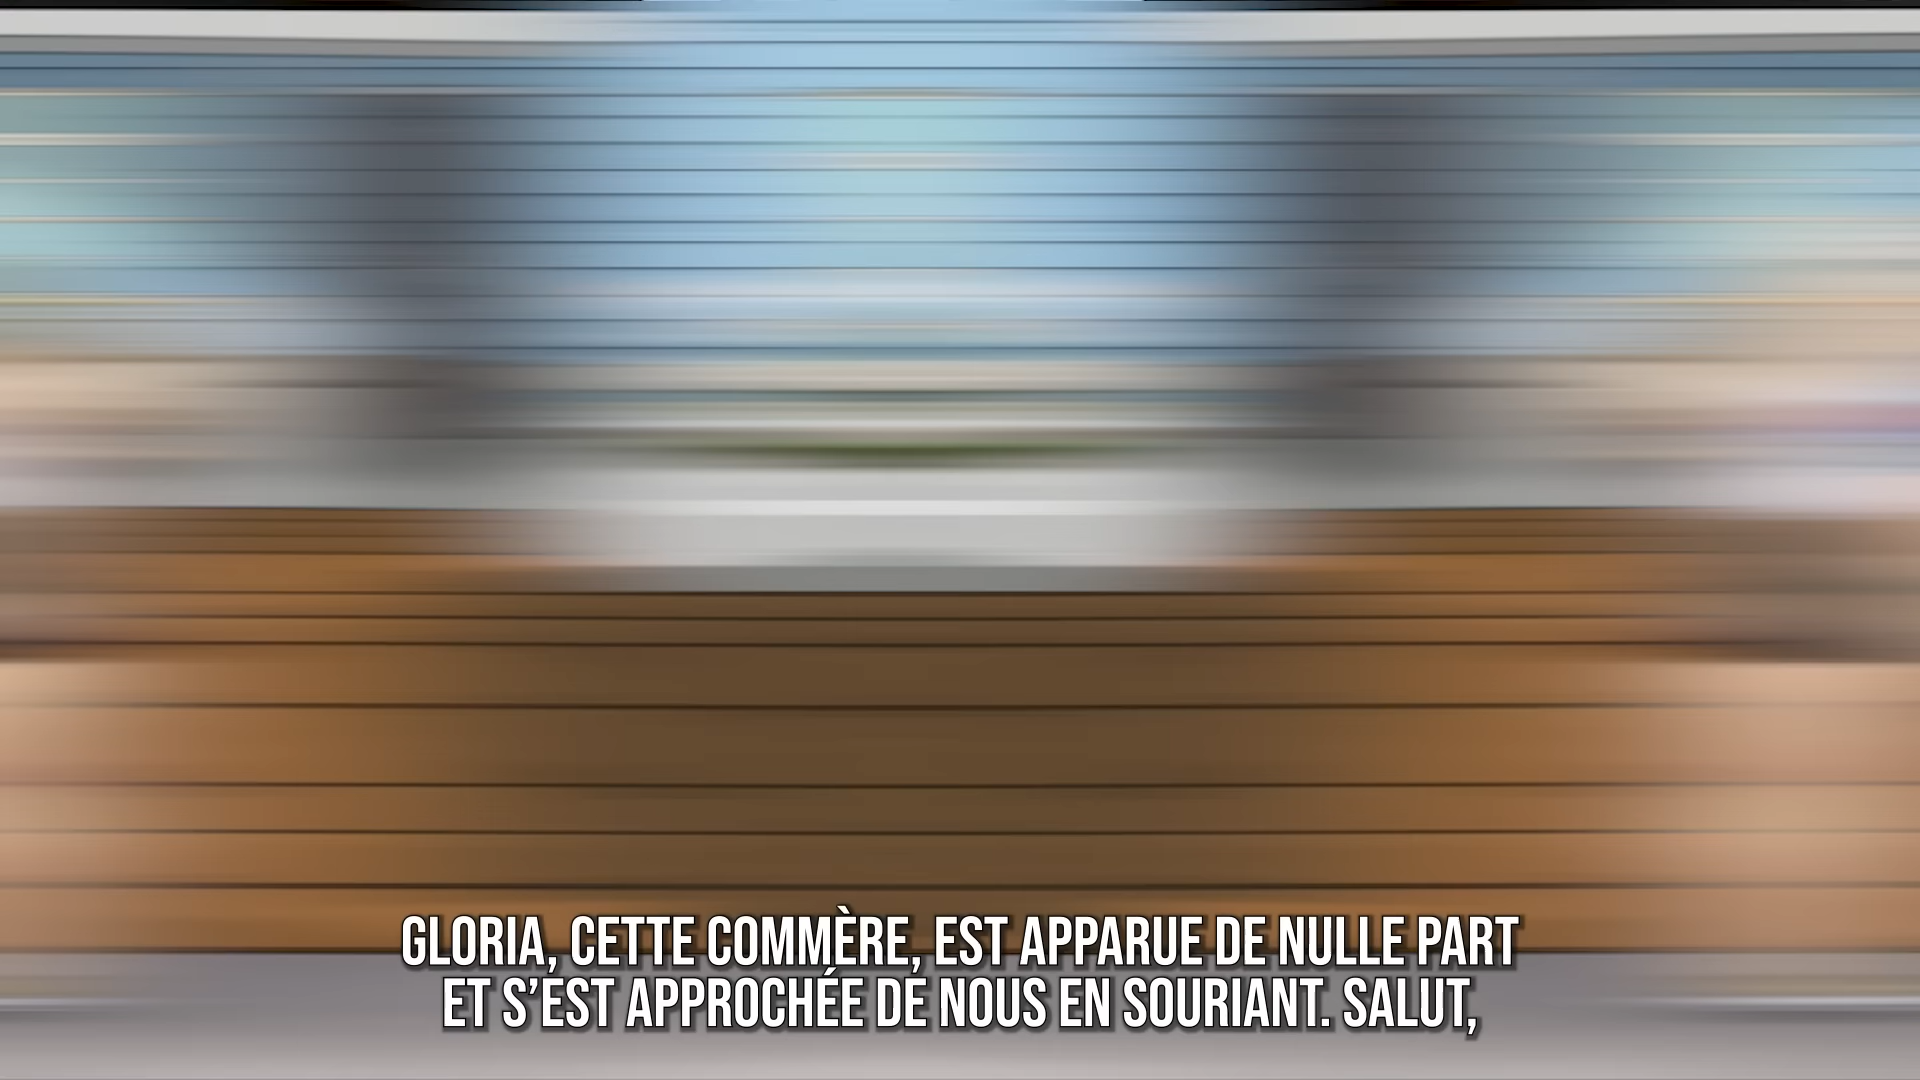 GLORIA, CETTE COMMÈRE, EST APPARUE DE NULLE PART
ET S’EST APPROCHÉE DE NOUS EN SOURIANT. SALUT,